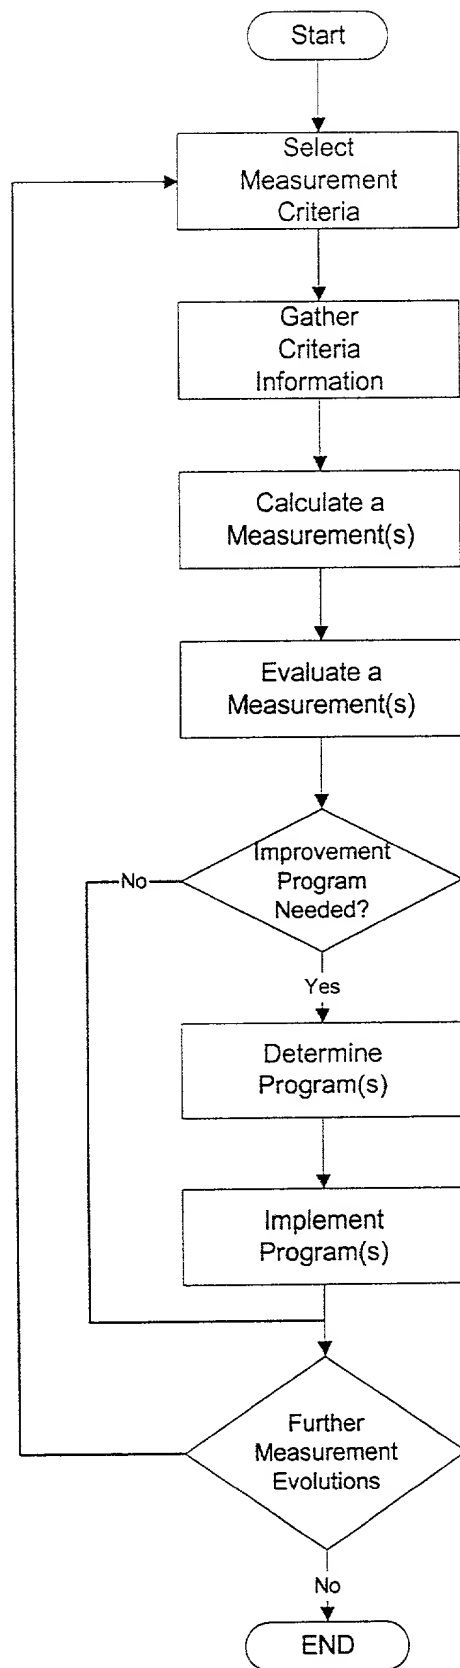 Start
Select
Measurement
Criteria
Gather
Criteria
Information
Calculate a
Measurement(s)
Evaluate a
Measurement(s)
Improvement
Program
Needed?
No
Yes
Determine
Program(s)
Implement
Program(s)
Further
Measurement
Evolutions
No
END